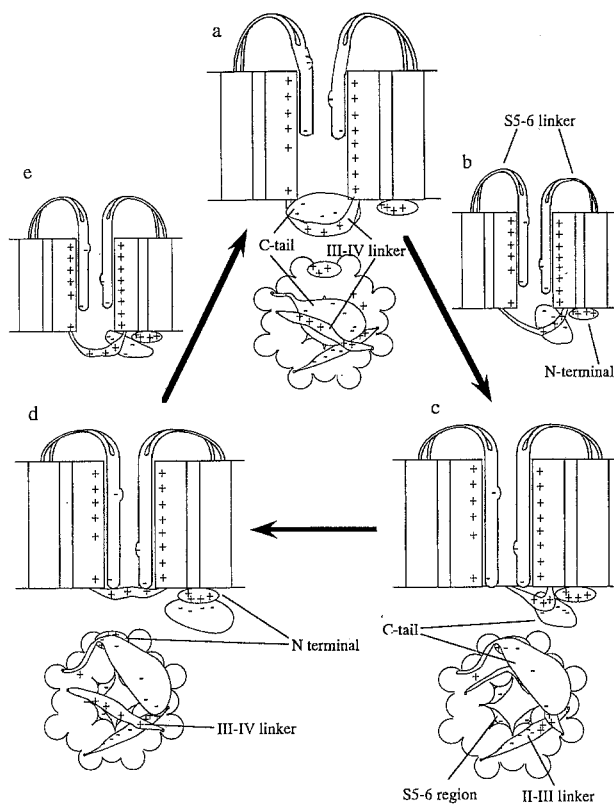 a
S5-6 linker
e
b
C-tail
III-IV linker
N-terminal
d
c
N terminal
C-tail
III-IV linker
S5-6 region
II-III linker